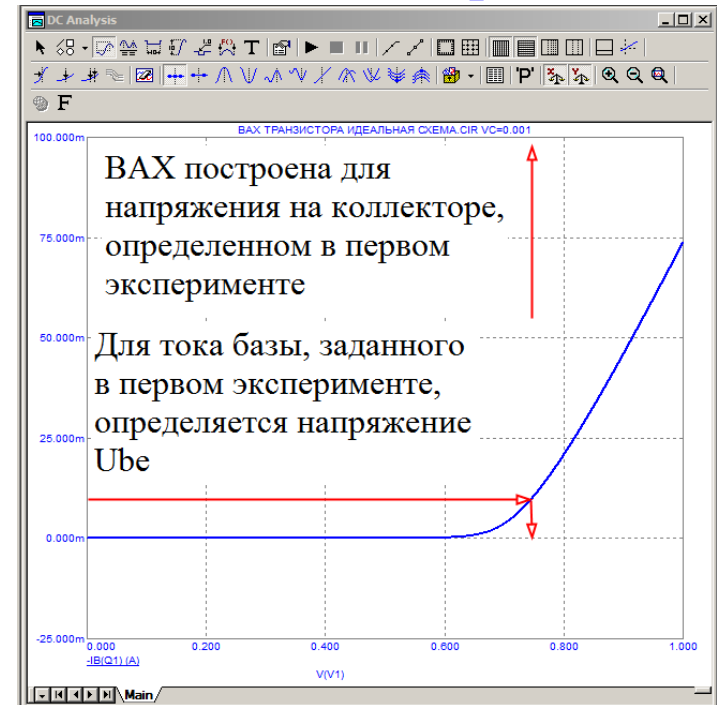 DC Analysis
T
'P'
F
ВАХ ТРАНЗИСТОРА ИДЕАЛЬНАЯ СХЕМА.CIR VC=0.001
100.000m
ВАХ построена для
напряжения на коллекторе,
75.000m
определенном в первом
эксперименте
50.000m
Для тока базы, заданного
в первом эксперименте,
25.000m
определяется напряжение
Ube
0.000m
-25.000m
0.000 0.200 0.400 0.600 0.800 1.000
-IB(Q1) (A)
V(V1)
Main